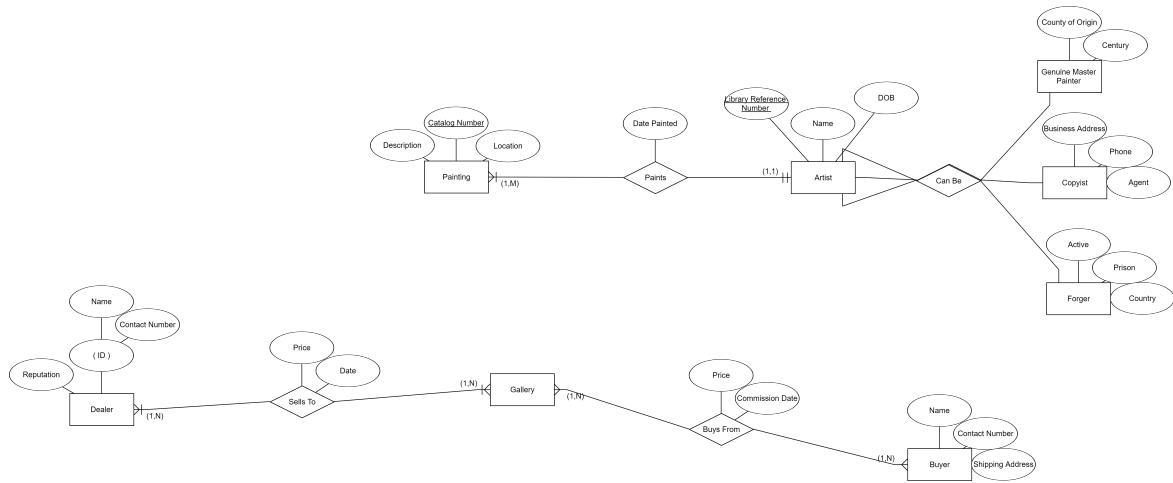 County of Origin
Century
Genuine Master
Painter
Library Reference
Number
DOB
Name
Catalog Number
Description
Location
Date Painted
Painting
(1,M)
Paints
(1,1)
Artist
Can Be
Business Address
Phone
Agent
Copyist
Active
Prison
Country
Forger
Name
Contact Number
( ID )
Reputation
Dealer
(1,N)
Price
Date
Sells To
(1,N)
Gallery
(1,N)
Price
Commission Date
Buys From
Name
Contact Number
Shipping Address
(1,N)
Buyer